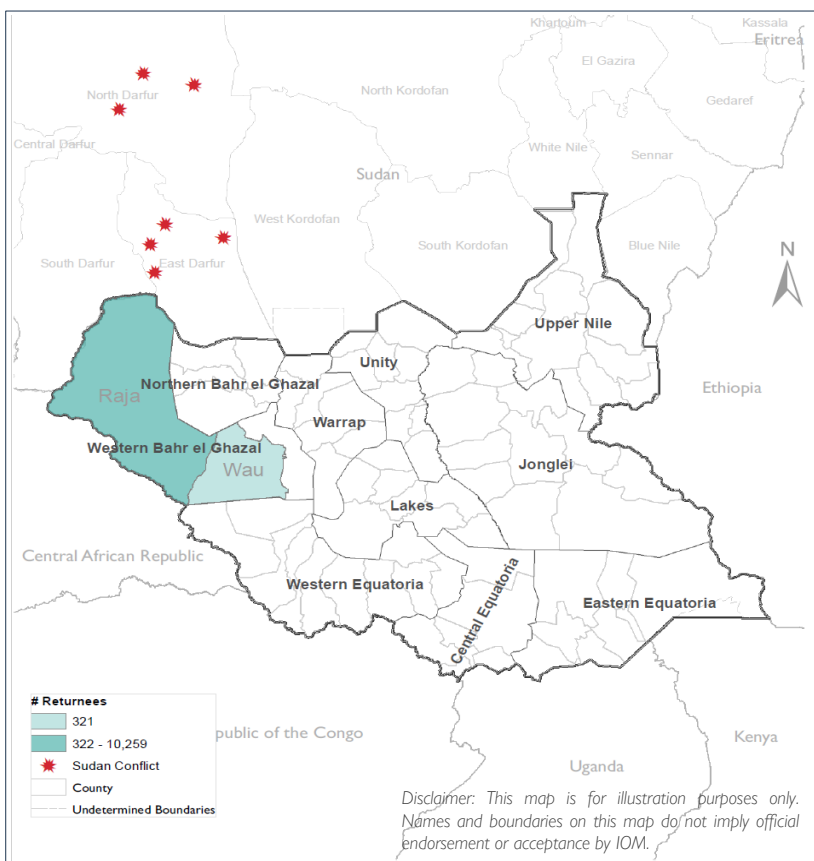 Khartoum
Kassala
Eritrea
El Gazira
North Darfur
North Kordofan
Gedaref
Central Darfur
White Nile
Sennar
Sudan
West Kordofan
South Kordofan
Blue Nile
South Darfur
East Darfur
N
Upper Nile
Unity
Northern Bahr el Ghazal
Ethiopia
Raja
Warrap
Western Bahr el Ghazal
Wau
Jonglei
Lakes
Central African Republic
Western Equatoria
Central Equatoria
Eastern Equatoria
# Returnees
321
322 - 10,259
Sudan Conflict
County
Undetermined Boundaries
public of the Congo
Kenya
Uganda
Disclaimer: This map is for illustration purposes only.
Names and boundaries on this map do not imply official
endorsement or acceptance by IOM.